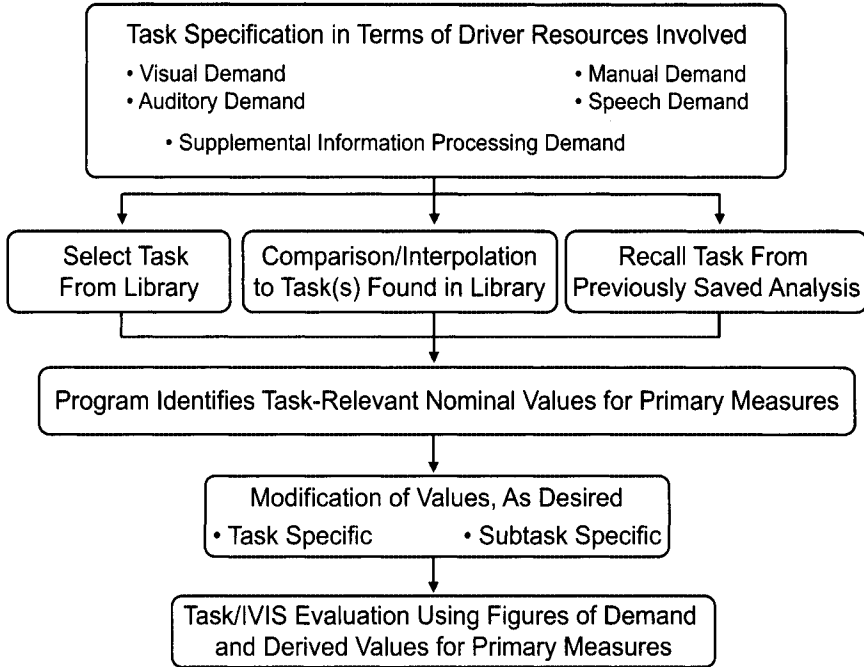 Task Specification in Terms of Driver Resources Involved
• Visual Demand
• Manual Demand
• Auditory Demand
• Speech Demand
• Supplemental Information Processing Demand
Select Task
From Library
Comparison/Interpolation
to Task(s) Found in Library
Recall Task From
Previously Saved Analysis
Program Identifies Task-Relevant Nominal Values for Primary Measures
Modification of Values, As Desired
• Task Specific
• Subtask Specific
Task/IVIS Evaluation Using Figures of Demand
and Derived Values for Primary Measures